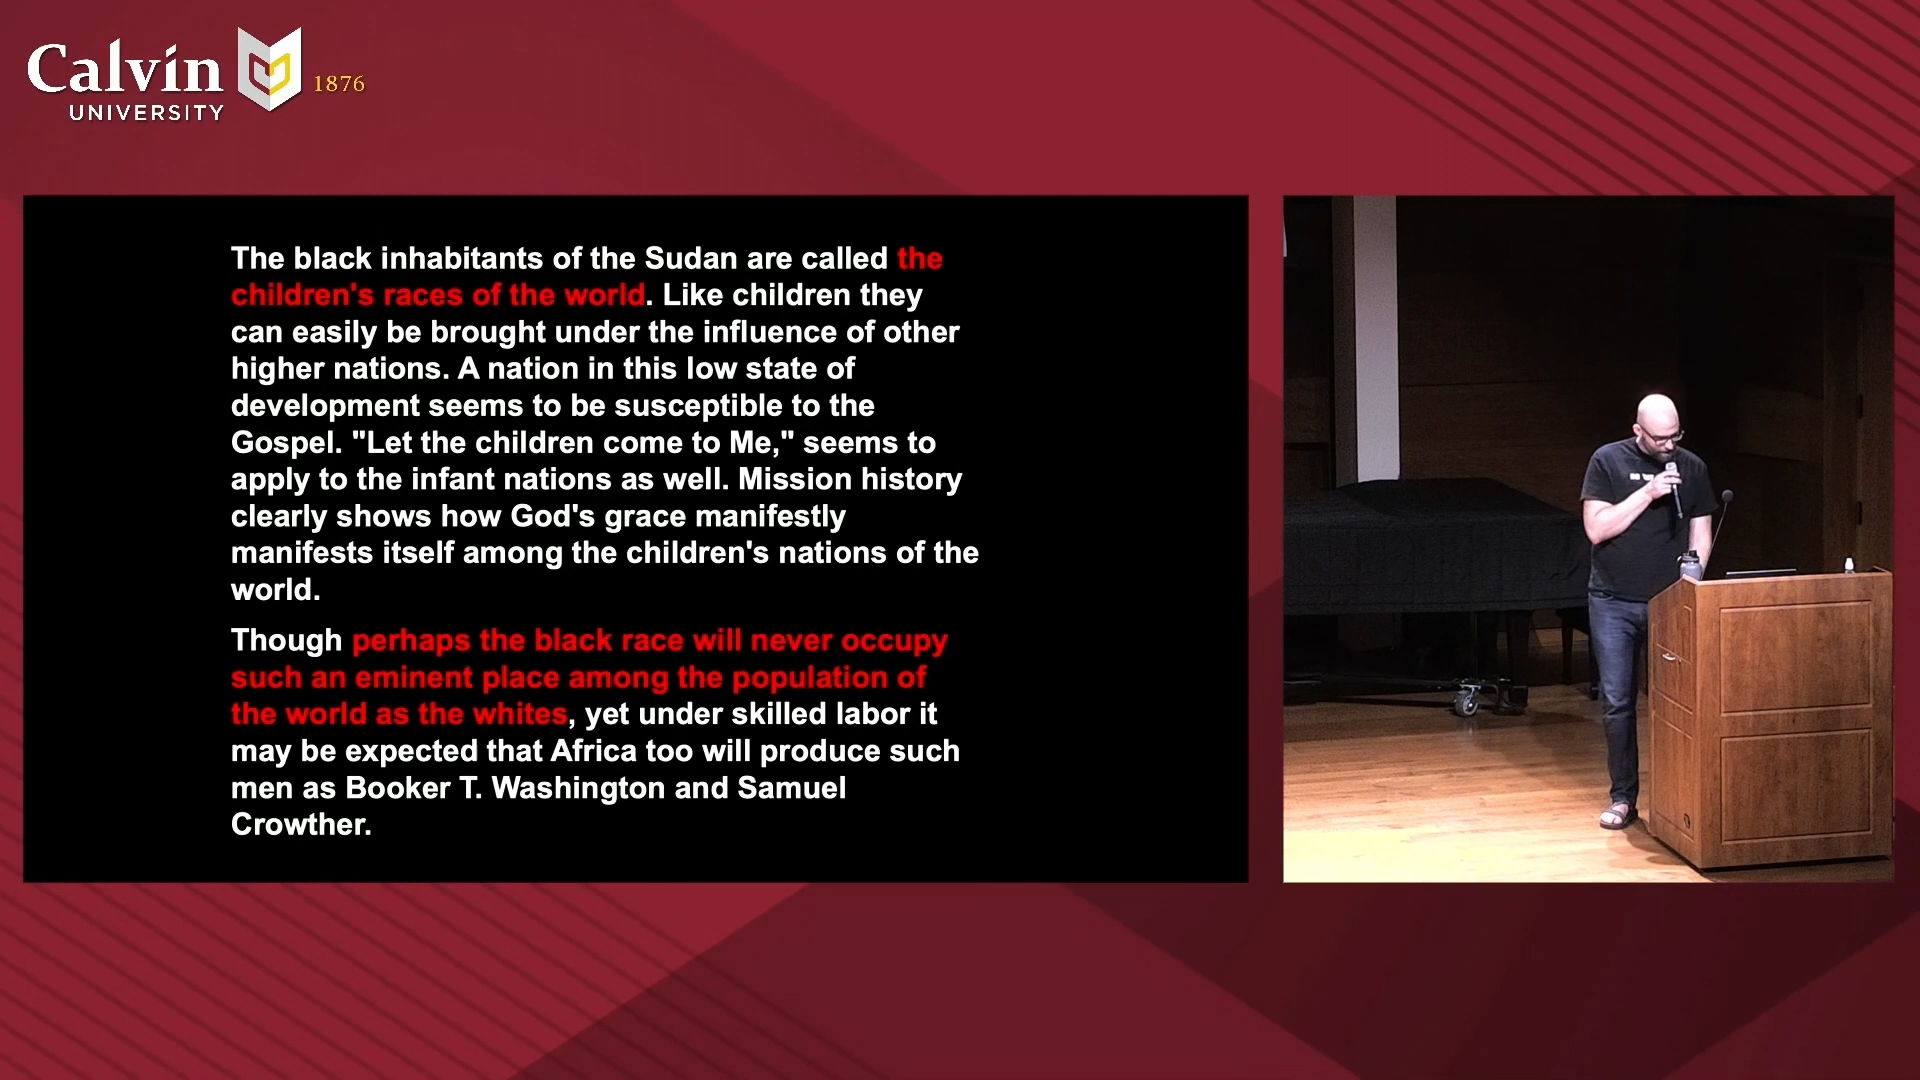 Calvin
UNIVERSITY
1876
The black inhabitants of the Sudan are called the
children's races of the world. Like children they
can easily be brought under the influence of other
higher nations. A nation in this low state of
development seems to be susceptible to the
Gospel. "Let the children come to Me," seems to
apply to the infant nations as well. Mission history
clearly shows how God's grace manifestly
manifests itself among the children's nations of the
world.
Though perhaps the black race will never occupy
such an eminent place among the population of
the world as the whites, yet under skilled labor it
may be expected that Africa too will produce such
men as Booker T. Washington and Samuel
Crowther.